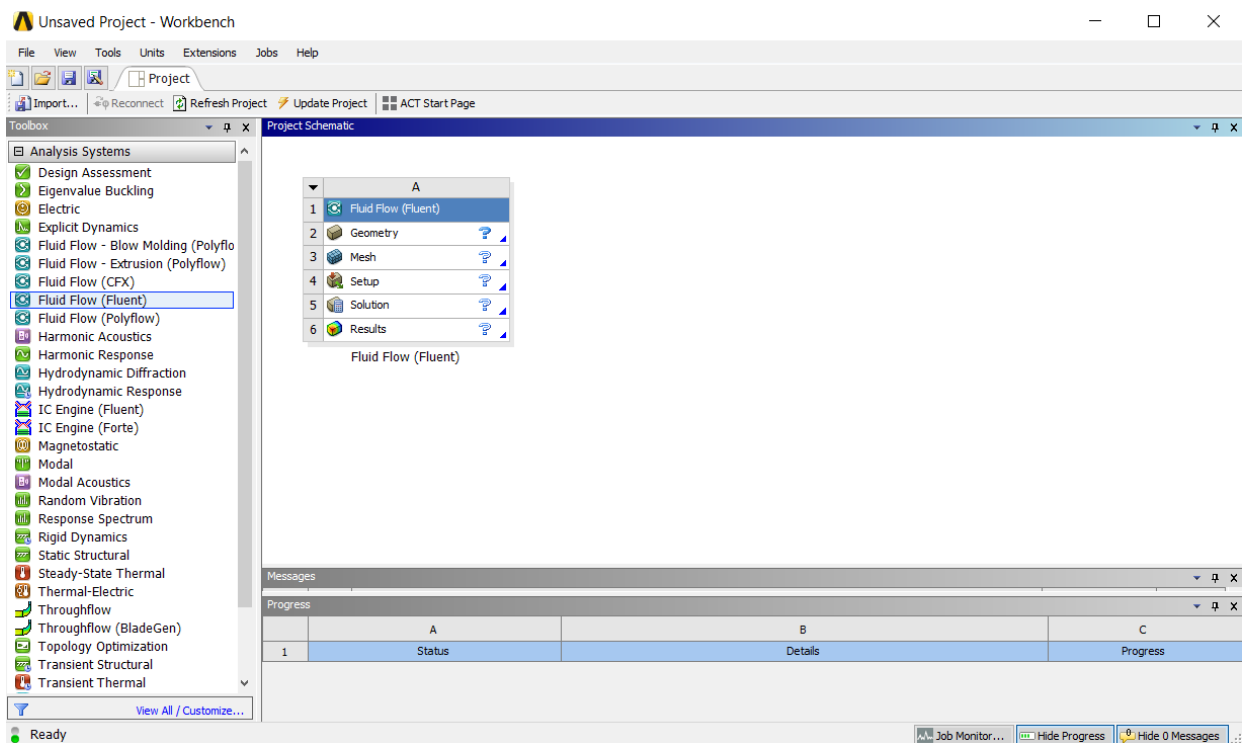 Unsaved Project - Workbench
File View Tools Units Extensions Jobs Help
Project
Import... Reconnect Refresh Project Update Project ACT Start Page
Toolbox
Analysis Systems
Design Assessment
Eigenvalue Buckling
Electric
Explicit Dynamics
Fluid Flow - Blow Molding (Polyflo
Fluid Flow - Extrusion (Polyflow)
Fluid Flow (CFX)
Fluid Flow (Fluent)
Fluid Flow (Polyflow)
Harmonic Acoustics
Harmonic Response
Hydrodynamic Diffraction
Hydrodynamic Response
IC Engine (Fluent)
IC Engine (Forte)
Magnetostatic
Modal
Modal Acoustics
Random Vibration
Response Spectrum
Rigid Dynamics
Static Structural
Steady-State Thermal
Thermal-Electric
Throughflow
Throughflow (BladeGen)
Topology Optimization
Transient Structural
Transient Thermal
View All / Customize...
Project Schematic
A
1 Fluid Flow (Fluent)
2 Geometry ?
3 Mesh ?
4 Setup ?
5 Solution ?
6 Results ?
Fluid Flow (Fluent)
Messages
Progress
A B C
1 Status Details Progress
Ready Job Monitor... Hide Progress Hide 0 Messages